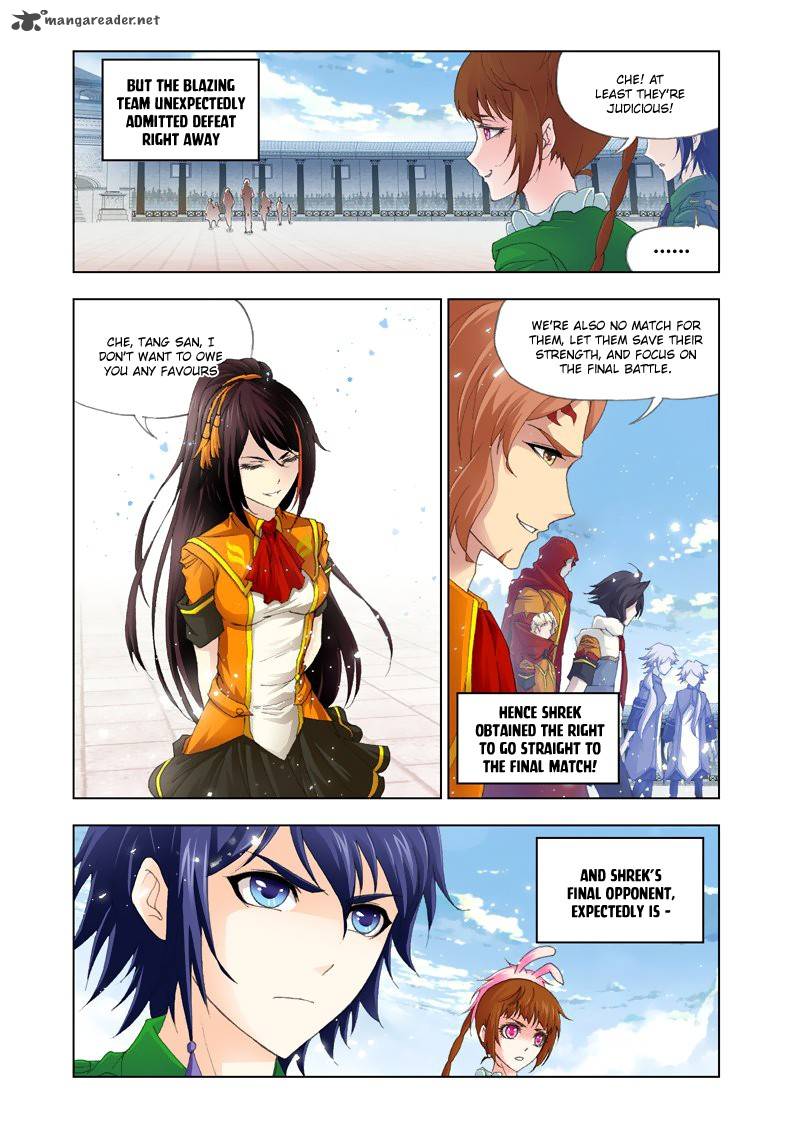 mangareader.net
BUT THE BLAZING
TEAM UNEXPECTEDLY
ADMITTED DEFEAT
RIGHT AWAY
CHE! AT
LEAST THEY'RE
JUDICIOUS!
......
CHE, TANG SAN, I
DON'T WANT TO OWE
YOU ANY FAVOURS
WE'RE ALSO NO MATCH FOR
THEM, LET THEM SAVE THEIR
STRENGTH, AND FOCUS ON
THE FINAL BATTLE.
HENCE SHREK
OBTAINED THE RIGHT
TO GO STRAIGHT TO
THE FINAL MATCH!
AND SHREK'S
FINAL OPPONENT,
EXPECTEDLY IS -